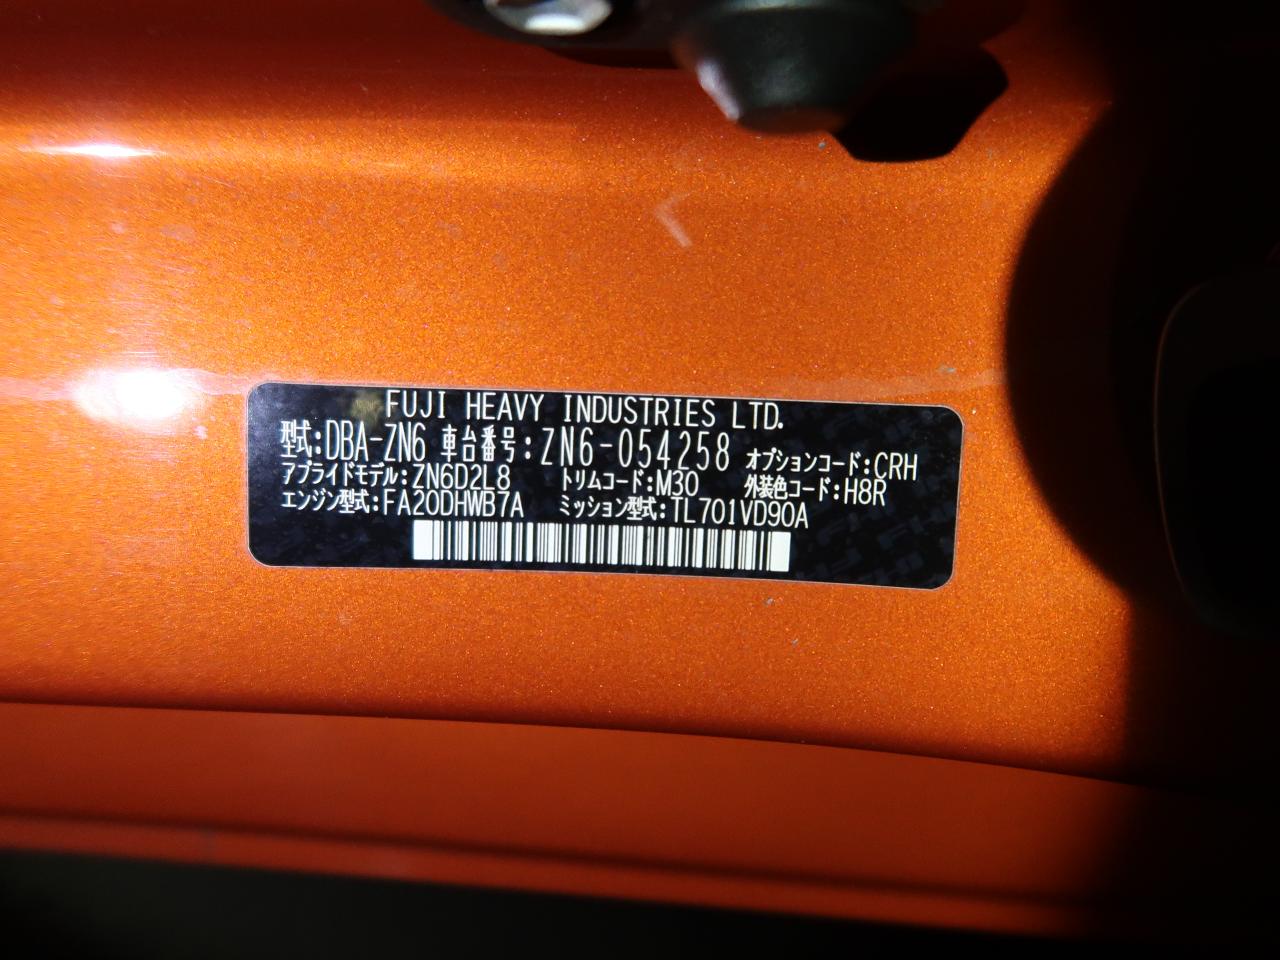 FUJI HEAVY INDUSTRIES LTD.
型式:DBA-ZN6 車台番号:ZN6-054258 オプションコード:CRH
アプライドモデル:ZN6D2L8 トリムコード:M30 外装色コード:H8R
エンジン型式:FA20DHWB7A ミッション型式:TL701VD90A